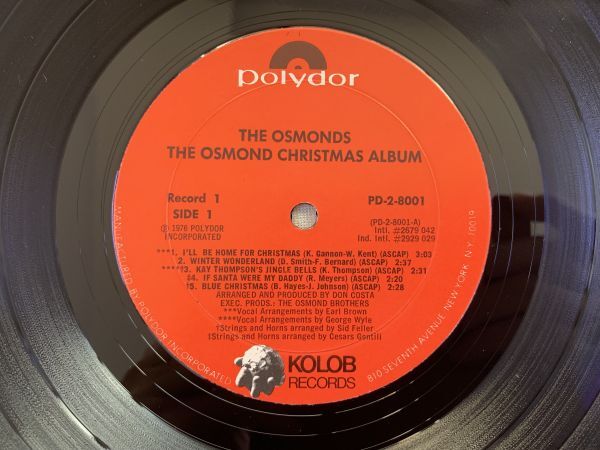 polydor
THE OSMONDS
THE OSMOND CHRISTMAS ALBUM
Record 1
SIDE 1
℗ 1976 POLYDOR
INCORPORATED
PD-2-8001
(PD-2-8001-A)
Intl. #2679 042
Ind. Intl. #2929 029
***1. I'LL BE HOME FOR CHRISTMAS (K. Gannon-W. Kent) (ASCAP) 3:03
2. WINTER WONDERLAND (D. Smith-F. Bernard) (ASCAP) 2:37
****†3. KAY THOMPSON'S JINGLE BELLS (K. Thompson) (ASCAP) 2:31
‡4. IF SANTA WERE MY DADDY (R. Meyers) (ASCAP) 2:21
*5. BLUE CHRISTMAS (B. Hayes-J. Johnson) (ASCAP) 2:28
ARRANGED AND PRODUCED BY DON COSTA
EXEC. PRODS.: THE OSMOND BROTHERS
***Vocal Arrangements by Earl Brown
****Vocal Arrangements by George Wyle
†Strings and Horns arranged by Sid Feller
‡Strings and Horns arranged by Cesars Gontili
KOLOB
RECORDS
MANUFACTURED BY POLYDOR INCORPORATED
810 SEVENTH AVENUE, NEW YORK, N.Y. 10019